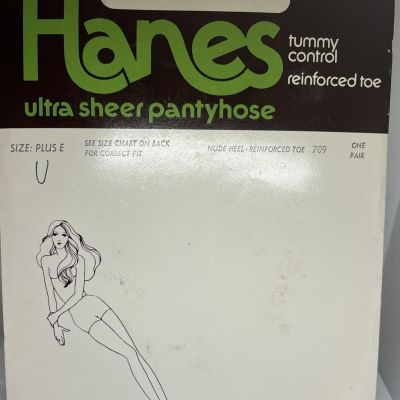 Hanes
tummy
control
reinforced toe
ultra sheer pantyhose
SIZE: PLUS E
SEE SIZE CHART ON BACK
FOR CORRECT FIT
NUDE HEEL-REINFORCED TOE 709
ONE
PAIR
U